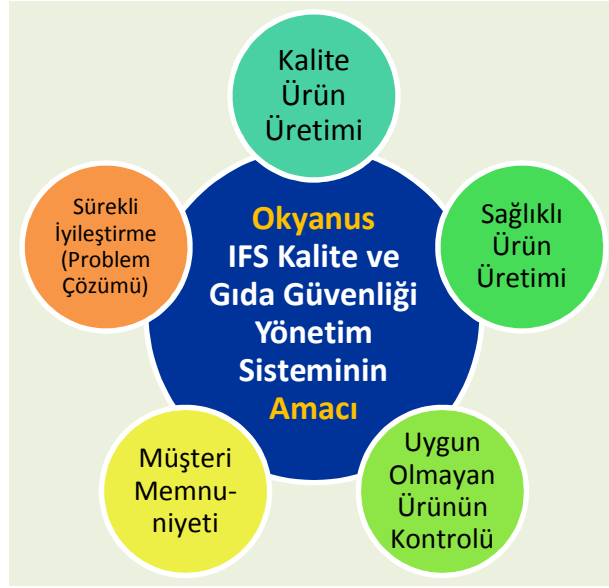 Kalite
Ürün
Üretimi
Sürekli
İyileştirme
(Problem
Çözümü)
Okyanus
IFS Kalite ve
Gıda Güvenliği
Yönetim
Sisteminin
Amacı
Sağlıklı
Ürün
Üretimi
Müşteri
Memnu-
niyeti
Uygun
Olmayan
Ürünün
Kontrolü